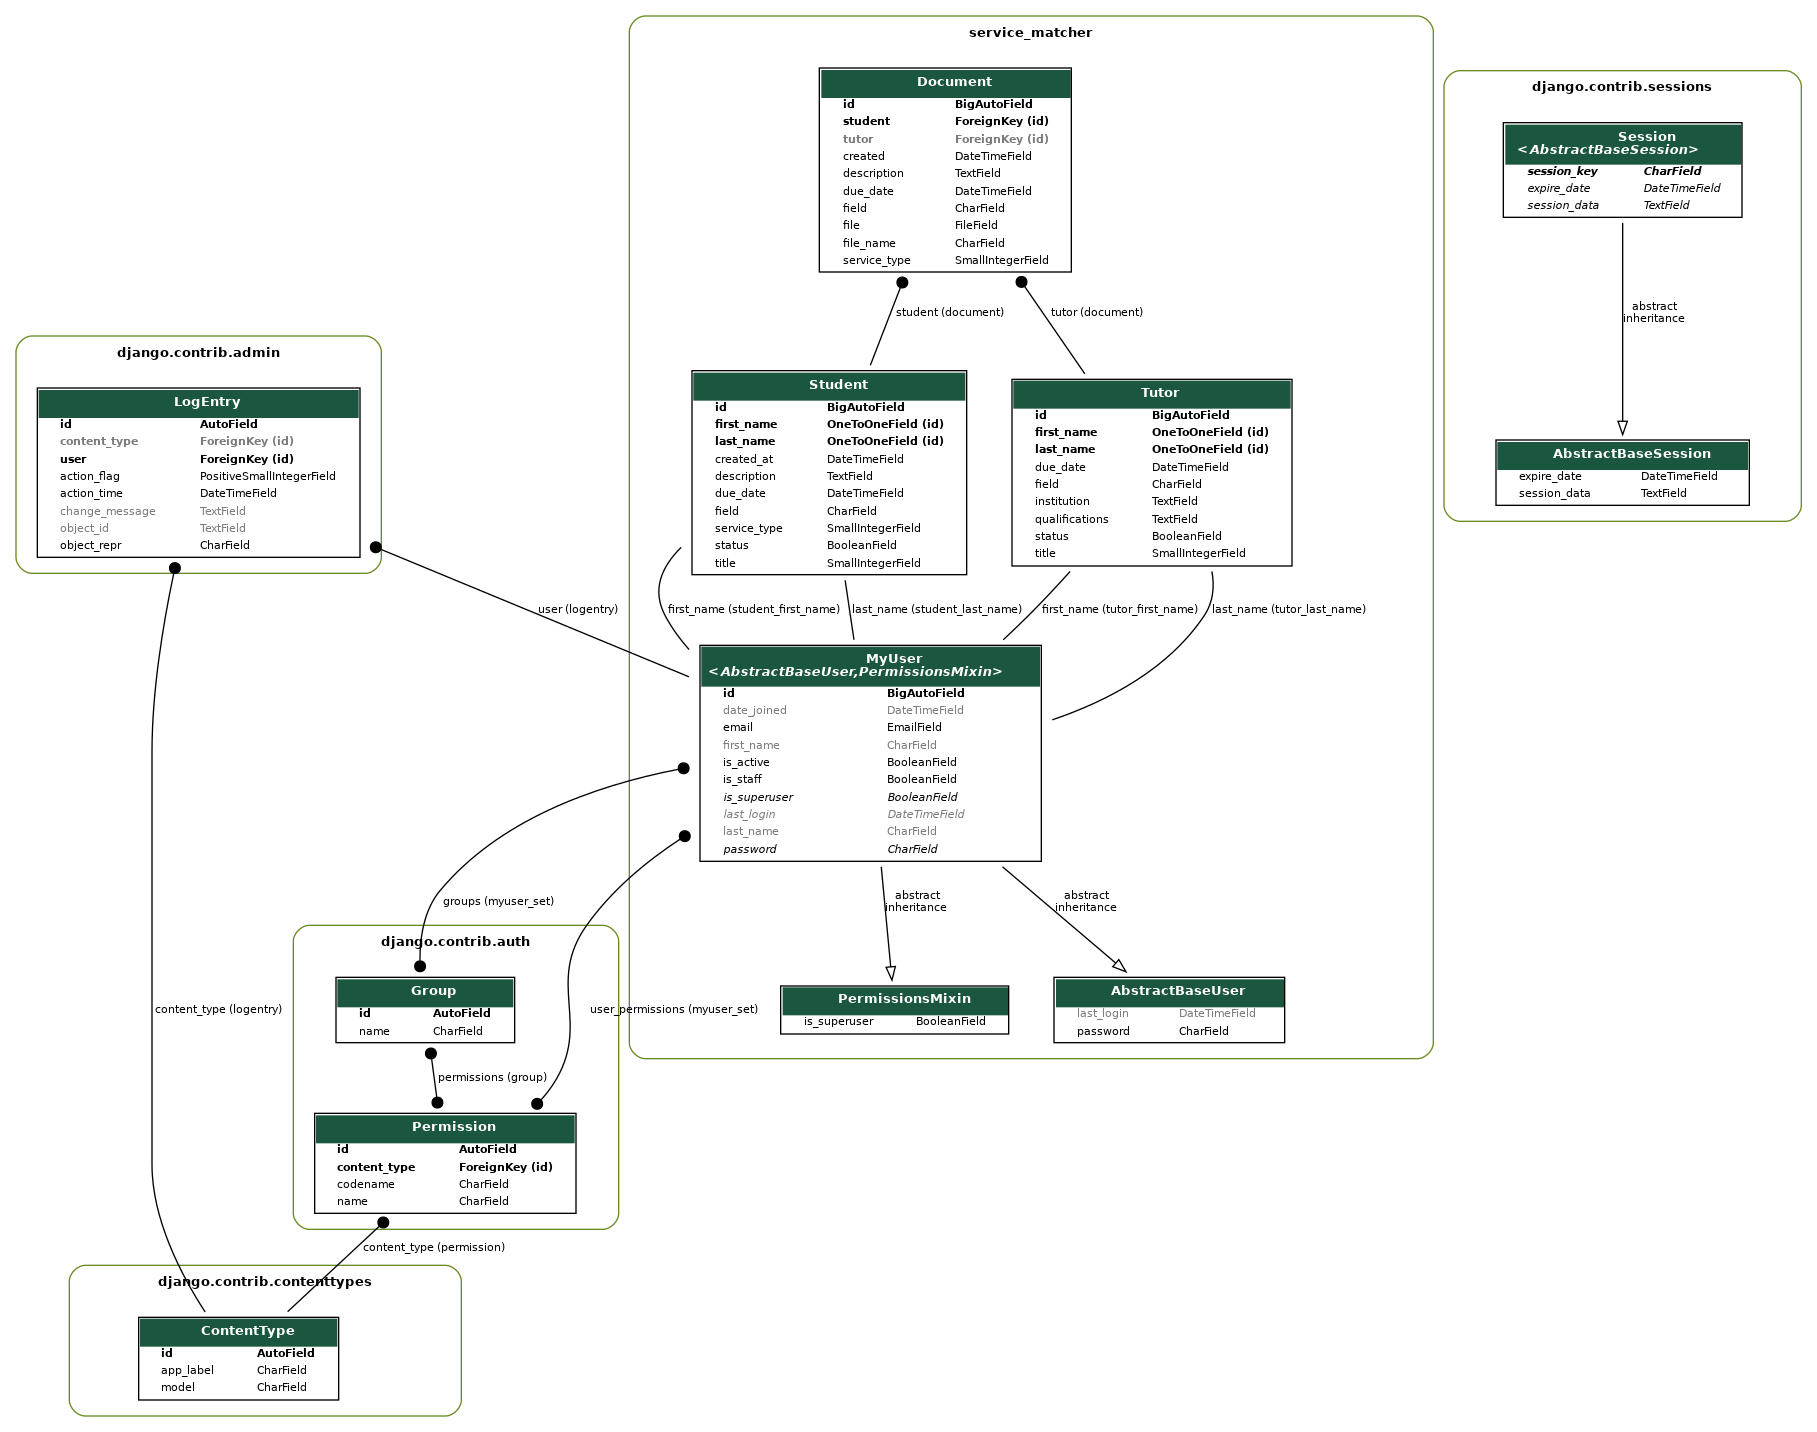 service_matcher
Document
id BigAutoField
student ForeignKey (id)
tutor ForeignKey (id)
created DateTimeField
description TextField
due_date DateTimeField
field CharField
file FileField
file_name CharField
service_type SmallIntegerField
student (document)
tutor (document)
Student
id BigAutoField
first_name OneToOneField (id)
last_name OneToOneField (id)
created_at DateTimeField
description TextField
due_date DateTimeField
field CharField
service_type SmallIntegerField
status BooleanField
title SmallIntegerField
Tutor
id BigAutoField
first_name OneToOneField (id)
last_name OneToOneField (id)
due_date DateTimeField
field CharField
institution TextField
qualifications TextField
status BooleanField
title SmallIntegerField
first_name (student_first_name)
last_name (student_last_name)
first_name (tutor_first_name)
last_name (tutor_last_name)
MyUser
<AbstractBaseUser,PermissionsMixin>
id BigAutoField
date_joined DateTimeField
email EmailField
first_name CharField
is_active BooleanField
is_staff BooleanField
is_superuser BooleanField
last_login DateTimeField
last_name CharField
password CharField
abstract
inheritance
abstract
inheritance
PermissionsMixin
is_superuser BooleanField
AbstractBaseUser
last_login DateTimeField
password CharField
django.contrib.sessions
Session
<AbstractBaseSession>
session_key CharField
expire_date DateTimeField
session_data TextField
abstract
inheritance
AbstractBaseSession
expire_date DateTimeField
session_data TextField
django.contrib.admin
LogEntry
id AutoField
content_type ForeignKey (id)
user ForeignKey (id)
action_flag PositiveSmallIntegerField
action_time DateTimeField
change_message TextField
object_id TextField
object_repr CharField
user (logentry)
groups (myuser_set)
content_type (logentry)
user_permissions (myuser_set)
django.contrib.auth
Group
id AutoField
name CharField
permissions (group)
Permission
id AutoField
content_type ForeignKey (id)
codename CharField
name CharField
content_type (permission)
django.contrib.contenttypes
ContentType
id AutoField
app_label CharField
model CharField